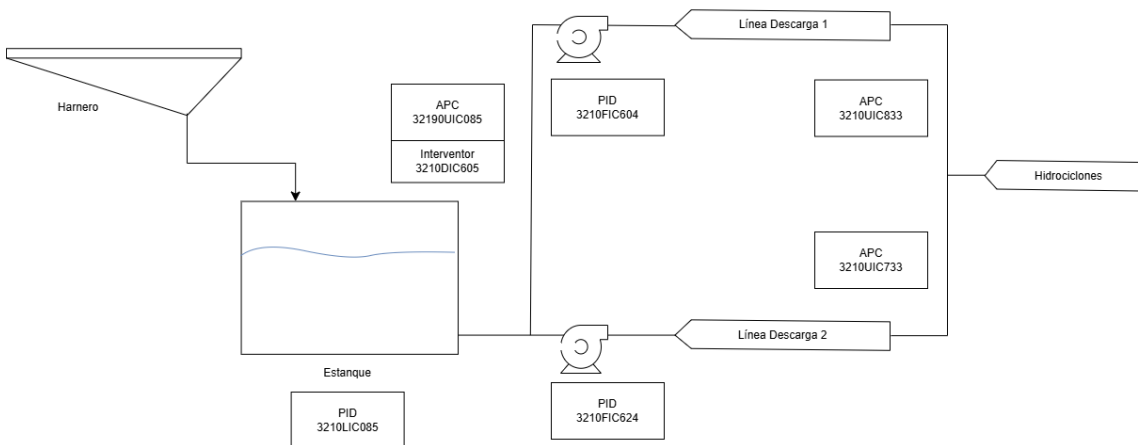 Línea Descarga 1
Harnero
APC
32190UIC085
Interventor
3210DIC605
PID
3210FIC604
APC
3210UIC833
Hidrociclones
APC
3210UIC733
Línea Descarga 2
Estanque
PID
3210LIC085
PID
3210FIC624